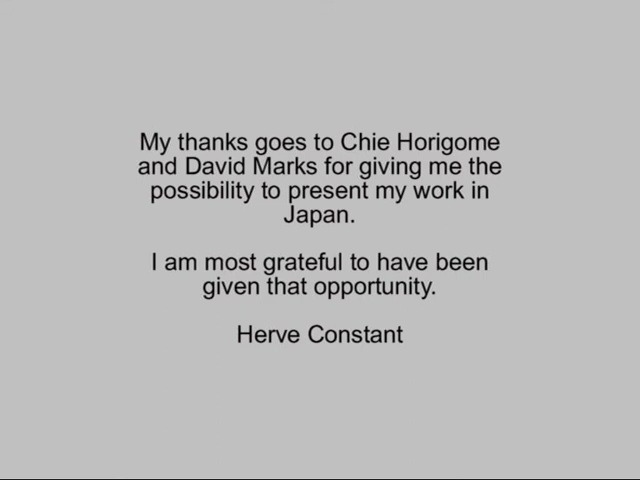 My thanks goes to Chie Horigome
and David Marks for giving me the
possibility to present my work in
Japan.
I am most grateful to have been
given that opportunity.
Herve Constant